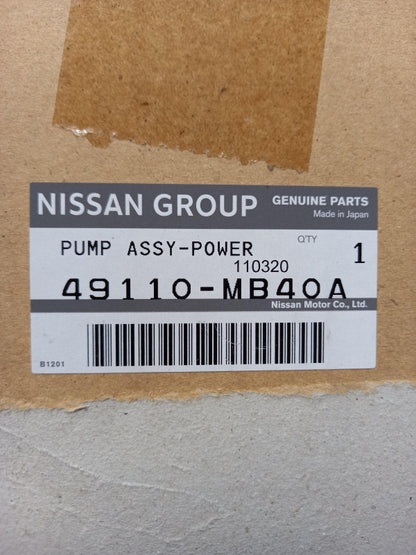 NISSAN GROUP GENUINE PARTS
Made in Japan
PUMP ASSY-POWER Q'TY 1
110320
49110-MB40A
Nissan Motor Co., Ltd.
B1201